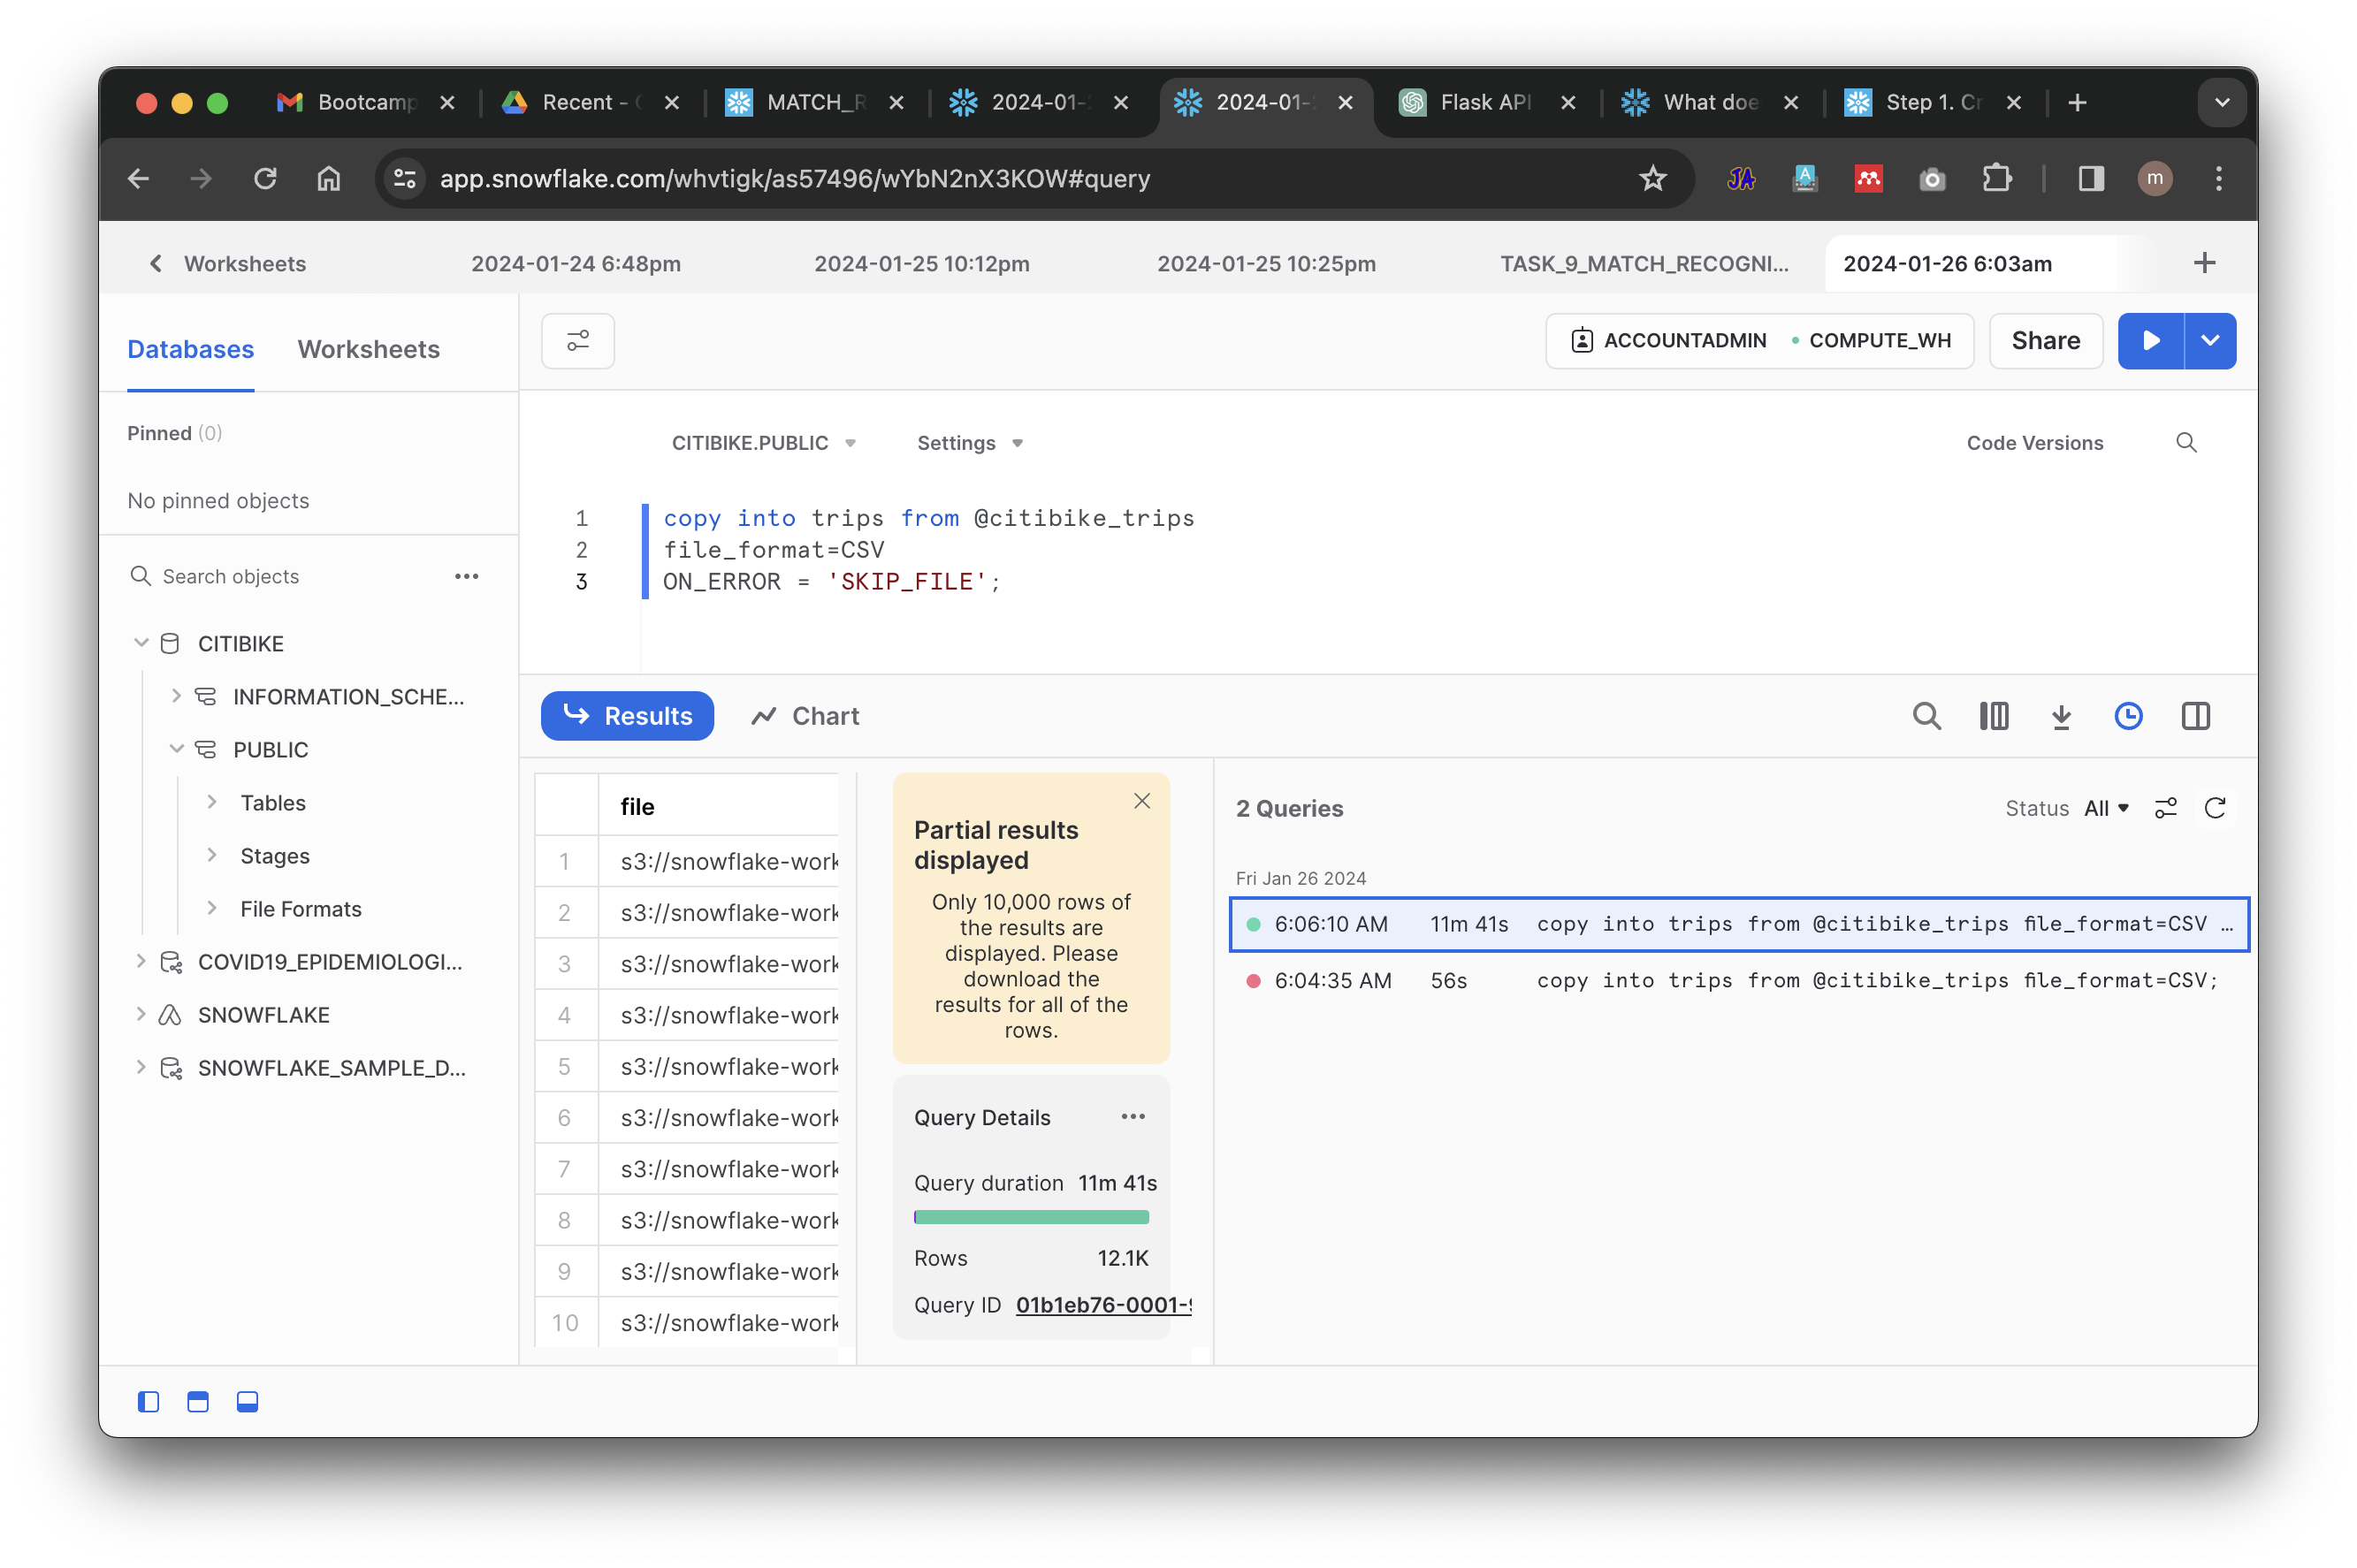 Bootcamp
Recent -
MATCH_R
2024-01-
2024-01-
Flask API
What doe
Step 1. Cr
app.snowflake.com/whvtigk/as57496/wYbN2nX3KOW#query
m
Worksheets
2024-01-24 6:48pm
2024-01-25 10:12pm
2024-01-25 10:25pm
TASK_9_MATCH_RECOGNI...
2024-01-26 6:03am
Databases
Worksheets
ACCOUNTADMIN
COMPUTE_WH
Share
Pinned (0)
No pinned objects
Search objects
CITIBIKE
INFORMATION_SCHE...
PUBLIC
Tables
Stages
File Formats
COVID19_EPIDEMIOLOGI...
SNOWFLAKE
SNOWFLAKE_SAMPLE_D...
CITIBIKE.PUBLIC
Settings
Code Versions
1 copy into trips from @citibike_trips
2 file_format=CSV
3 ON_ERROR = 'SKIP_FILE';
Results
Chart
file
1 s3://snowflake-work
2 s3://snowflake-work
3 s3://snowflake-work
4 s3://snowflake-work
5 s3://snowflake-work
6 s3://snowflake-work
7 s3://snowflake-work
8 s3://snowflake-work
9 s3://snowflake-work
10 s3://snowflake-work
Partial results
displayed
Only 10,000 rows of
the results are
displayed. Please
download the
results for all of the
rows.
Query Details
Query duration 11m 41s
Rows 12.1K
Query ID 01b1eb76-0001-
2 Queries
Status All
Fri Jan 26 2024
6:06:10 AM 11m 41s copy into trips from @citibike_trips file_format=CSV ...
6:04:35 AM 56s copy into trips from @citibike_trips file_format=CSV;